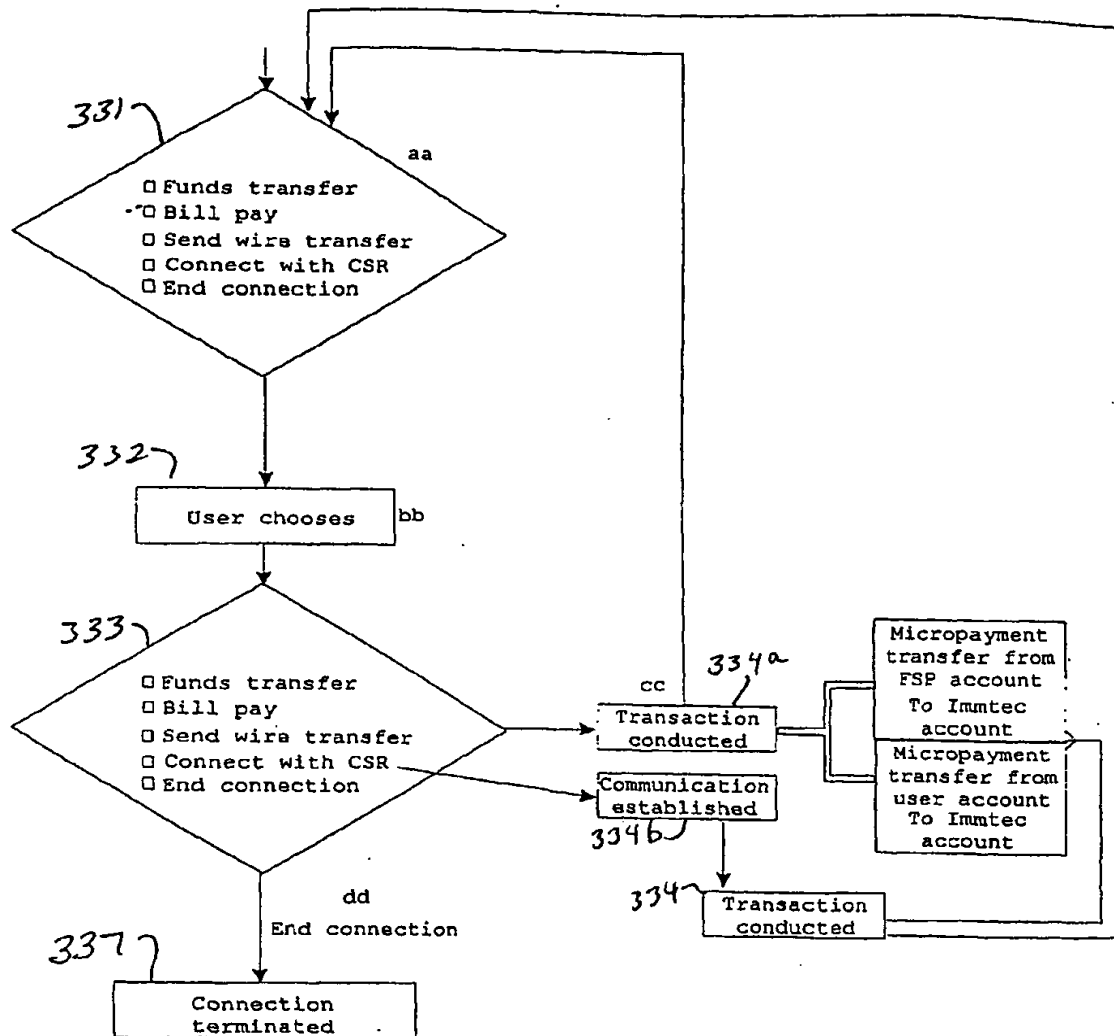 331
aa
□ Funds transfer
□ Bill pay
□ Send wire transfer
□ Connect with CSR
□ End connection
332
User chooses
bb
333
□ Funds transfer
□ Bill pay
□ Send wire transfer
□ Connect with CSR
□ End connection
cc
334a
Transaction
conducted
Micropayment
transfer from
FSP account
To Immtec
account
Micropayment
transfer from
user account
To Immtec
account
Communication
established
334b
334
Transaction
conducted
dd
End connection
337
Connection
terminated